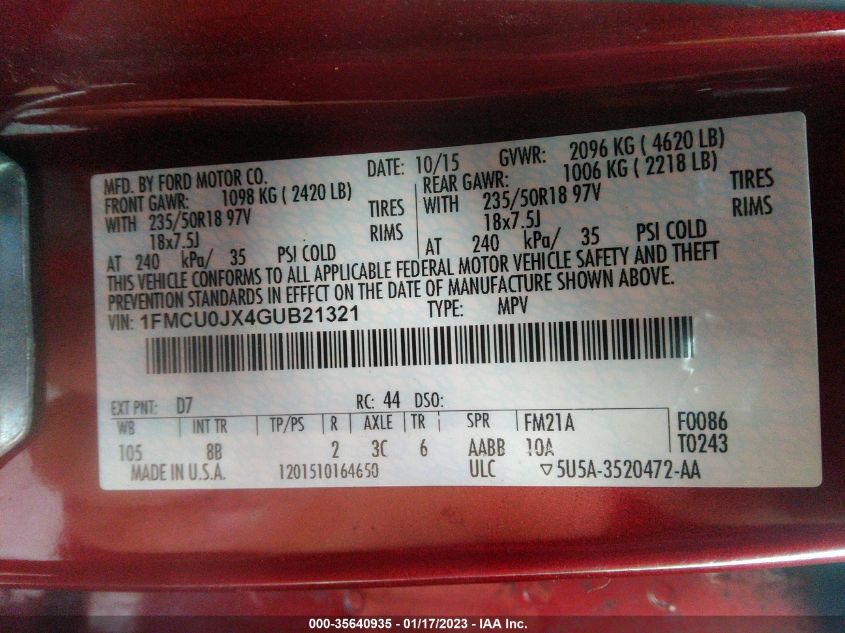 MFD. BY FORD MOTOR CO.
DATE: 10/15 GVWR: 2096 KG ( 4620 LB)
FRONT GAWR: 1098 KG ( 2420 LB)
REAR GAWR: 1006 KG ( 2218 LB)
WITH 235/50R18 97V TIRES
WITH 235/50R18 97V TIRES
18x7.5J RIMS
18x7.5J RIMS
AT 240 kPa/ 35 PSI COLD
AT 240 kPa/ 35 PSI COLD
THIS VEHICLE CONFORMS TO ALL APPLICABLE FEDERAL MOTOR VEHICLE SAFETY AND THEFT
PREVENTION STANDARDS IN EFFECT ON THE DATE OF MANUFACTURE SHOWN ABOVE.
VIN: 1FMCU0JX4GUB21321 TYPE: MPV
EXT PNT: D7 RC: 44 DSO:
WB INT TR TP/PS R AXLE TR SPR FM21A F0086
105 8B 2 3C 6 AABB 10A T0243
MADE IN U.S.A. 1201510164650 ULC ▽5U5A-3520472-AA
000-35640935 - 01/17/2023 - IAA Inc.